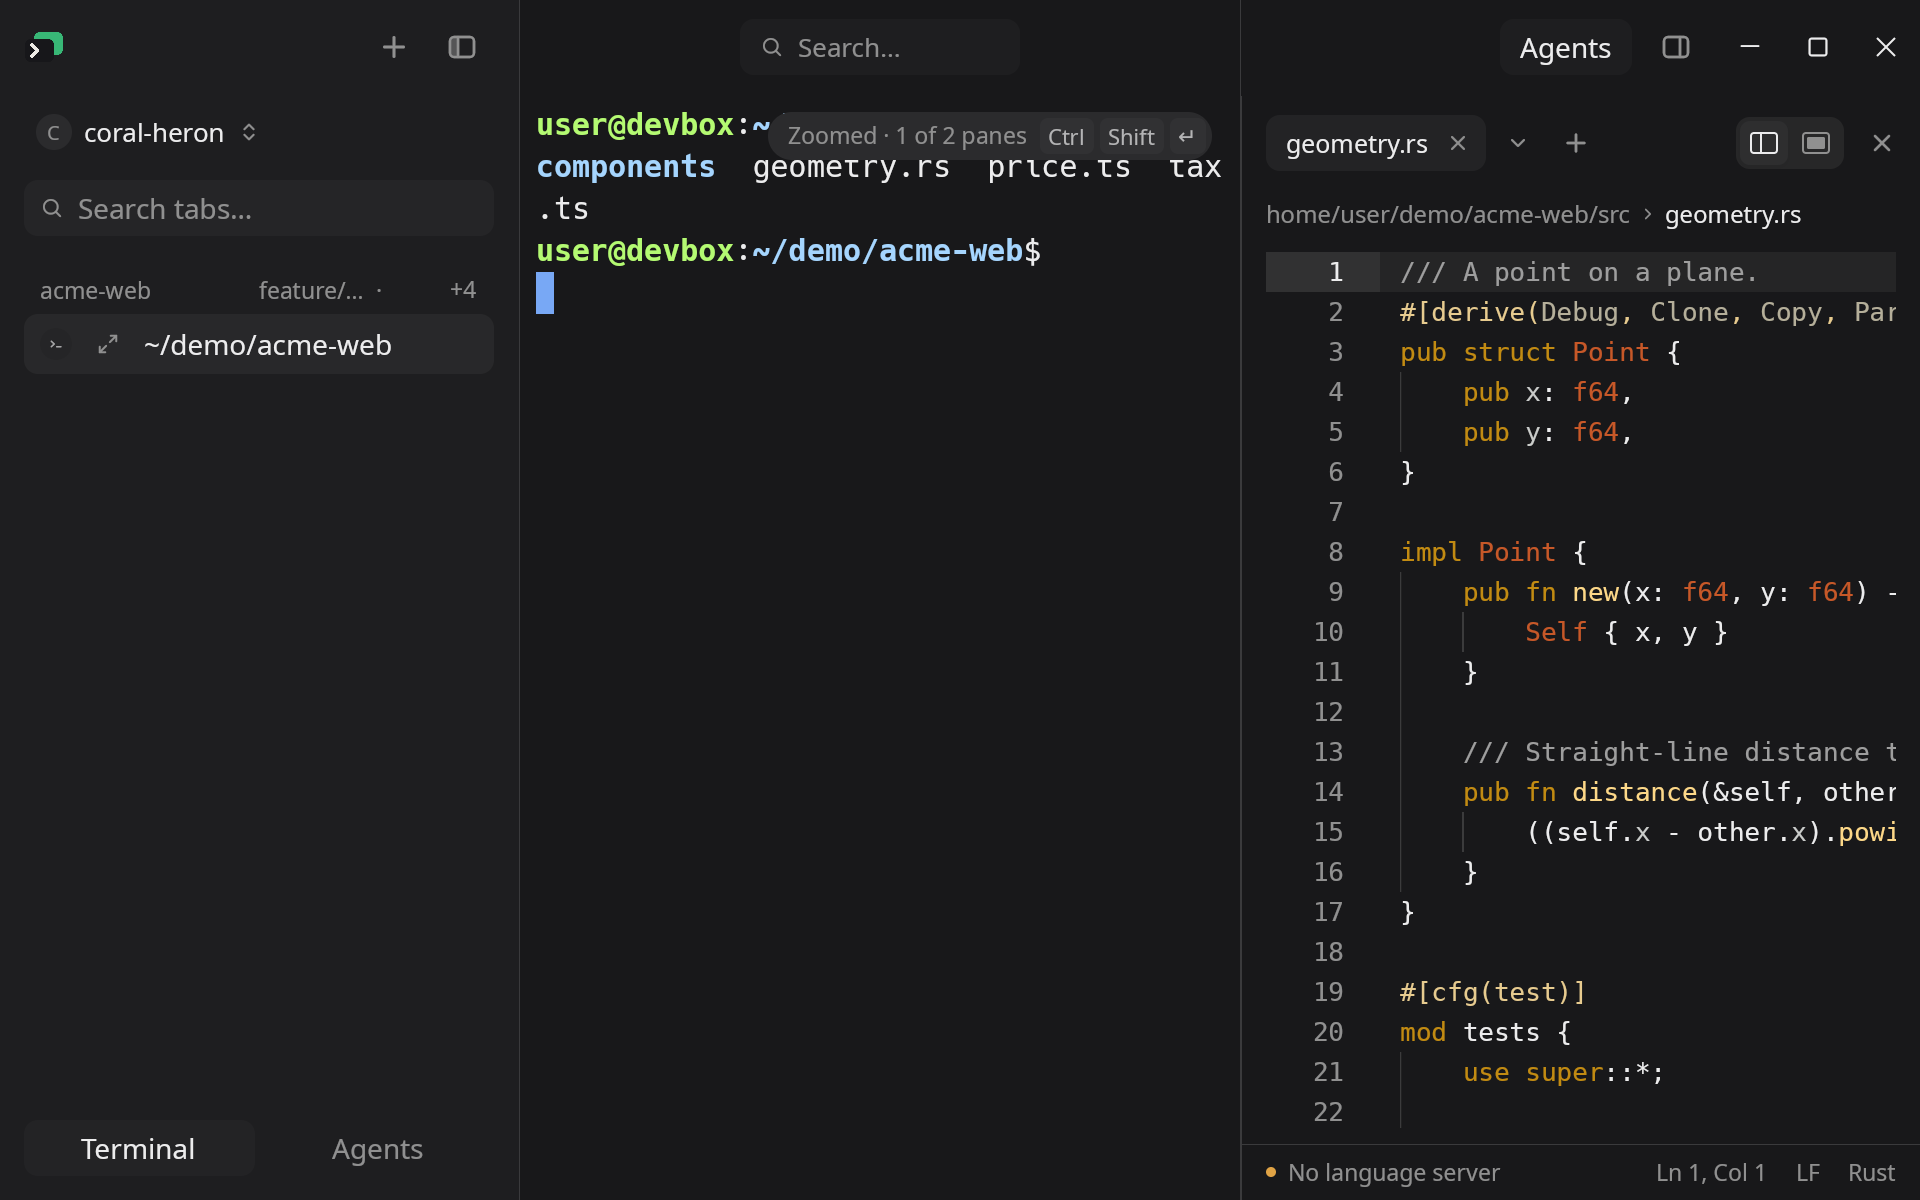 Search...
Agents
C coral-heron
Search tabs...
acme-web feature/... · +4
~/demo/acme-web
Terminal
Agents
user@devbox:~
Zoomed · 1 of 2 panes Ctrl Shift ↵
components geometry.rs price.ts tax
.ts
user@devbox:~/demo/acme-web$
geometry.rs
home/user/demo/acme-web/src › geometry.rs
1 /// A point on a plane.
2 #[derive(Debug, Clone, Copy, Par
3 pub struct Point {
4 pub x: f64,
5 pub y: f64,
6 }
7
8 impl Point {
9 pub fn new(x: f64, y: f64) -
10 Self { x, y }
11 }
12
13 /// Straight-line distance t
14 pub fn distance(&self, other
15 ((self.x - other.x).powi
16 }
17 }
18
19 #[cfg(test)]
20 mod tests {
21 use super::*;
22
No language server Ln 1, Col 1 LF Rust